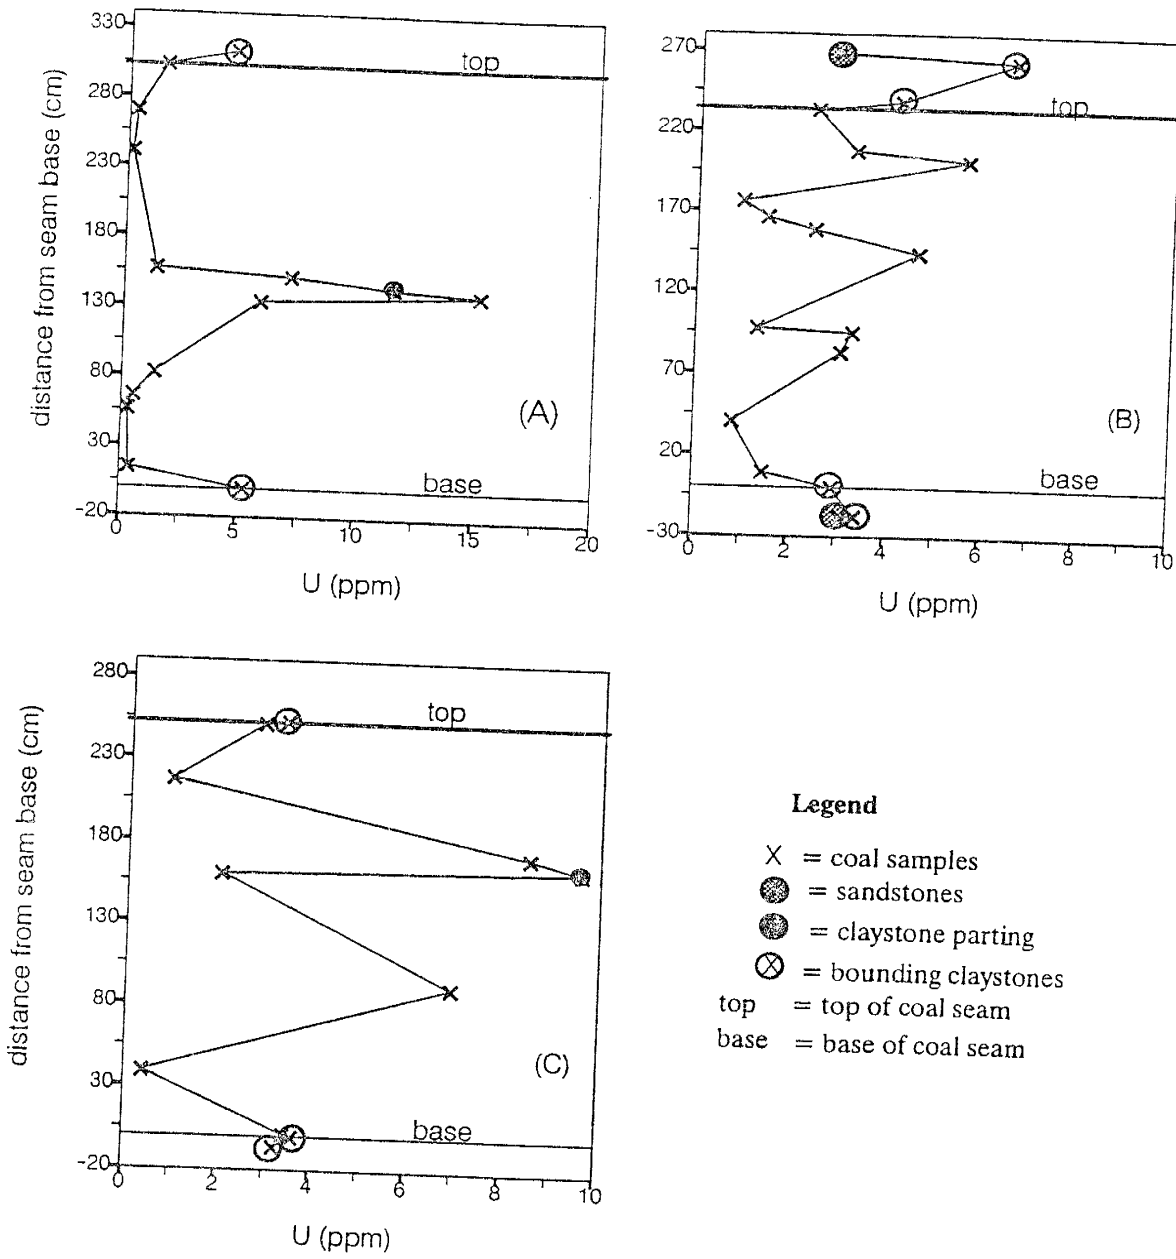 330
280
230
180
130
80
30
-20
distance from seam base (cm)
top
(A)
base
0 5 10 15 20
U (ppm)
270
220
170
120
70
20
-30
top
(B)
base
0 2 4 6 8 10
U (ppm)
280
230
180
130
80
30
-20
distance from seam base (cm)
top
(C)
base
0 2 4 6 8 10
U (ppm)
Legend
X = coal samples
= sandstones
= claystone parting
= bounding claystones
top = top of coal seam
base = base of coal seam